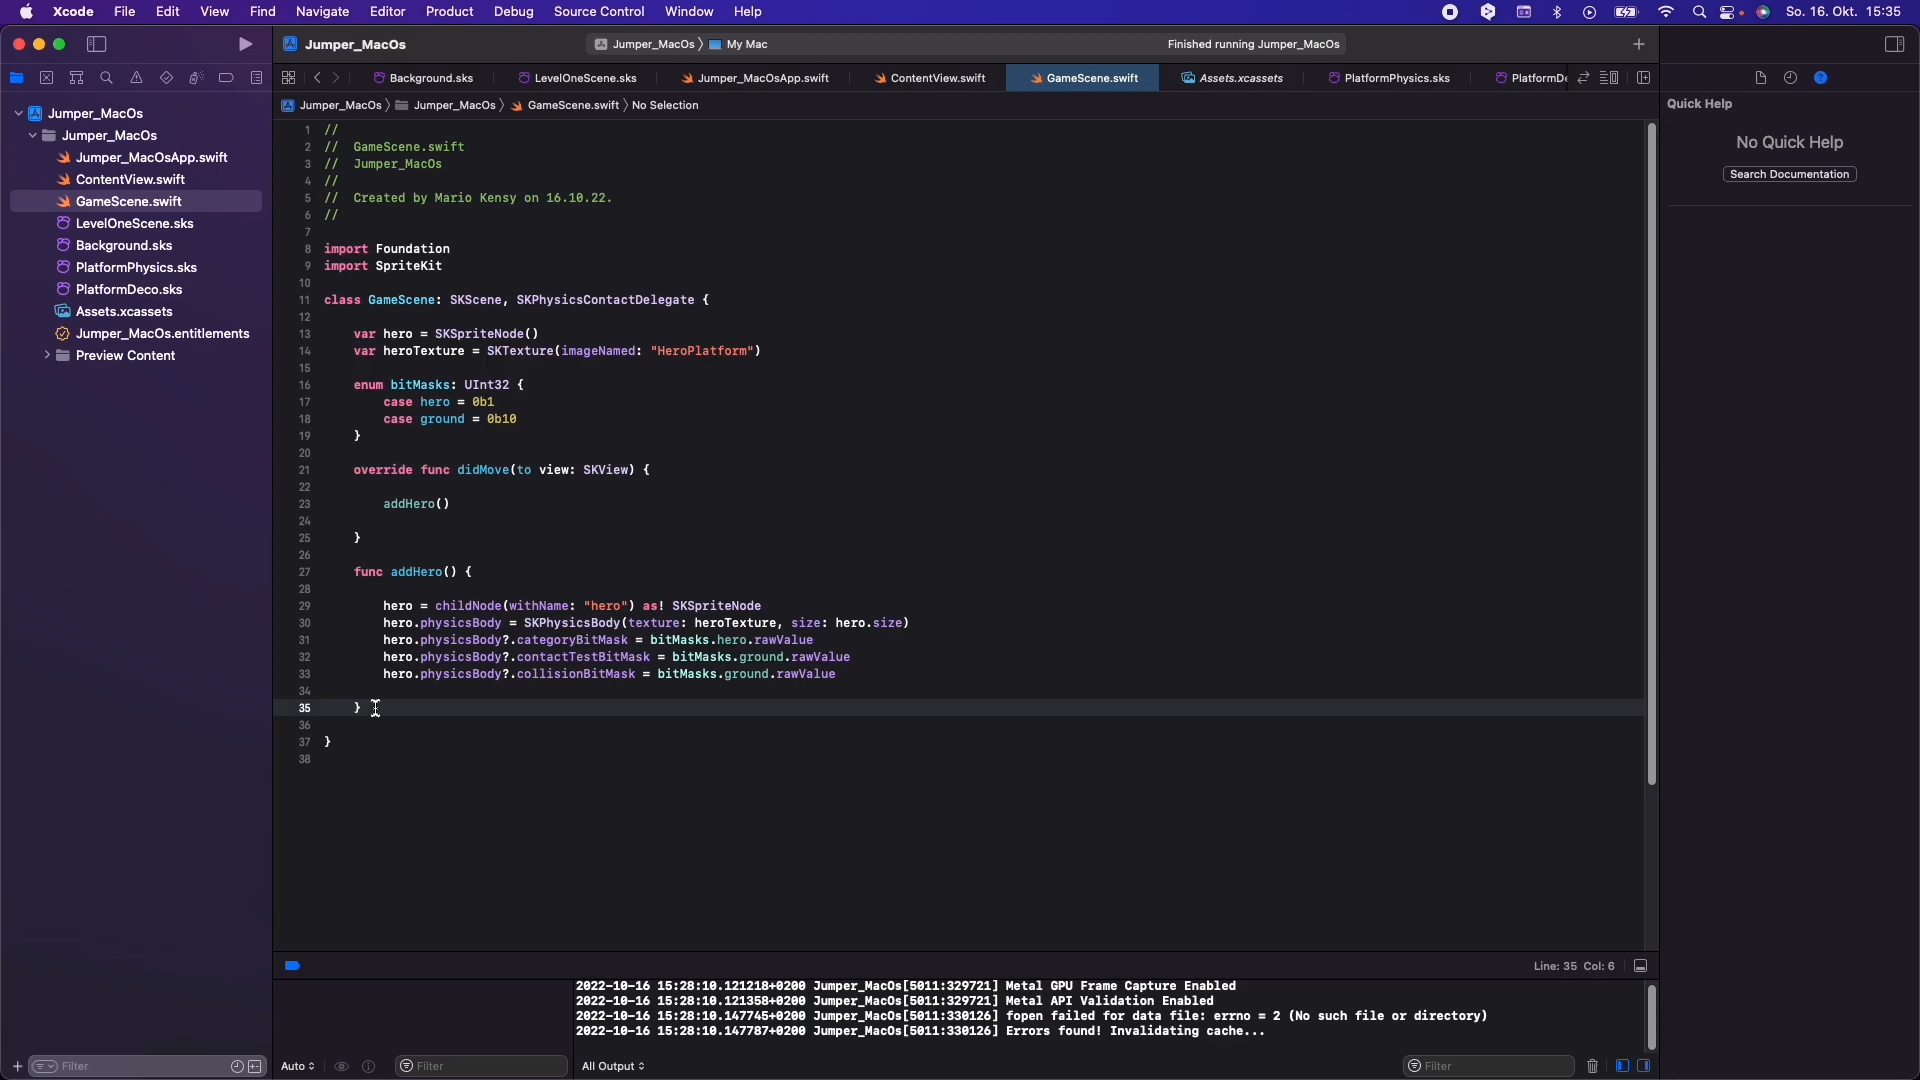 Xcode File Edit View Find Navigate Editor Product Debug Source Control Window Help So. 16. Okt. 15:35
Jumper_MacOs Jumper_MacOs My Mac Finished running Jumper_MacOs
Background.sks LevelOneScene.sks Jumper_MacOsApp.swift ContentView.swift GameScene.swift Assets.xcassets PlatformPhysics.sks PlatformDe
Jumper_MacOs Jumper_MacOs GameScene.swift No Selection
Jumper_MacOs
Jumper_MacOs
Jumper_MacOsApp.swift
ContentView.swift
GameScene.swift
LevelOneScene.sks
Background.sks
PlatformPhysics.sks
PlatformDeco.sks
Assets.xcassets
Jumper_MacOs.entitlements
Preview Content
1 //
2 // GameScene.swift
3 // Jumper_MacOs
4 //
5 // Created by Mario Kensy on 16.10.22.
6 //
7
8 import Foundation
9 import SpriteKit
10
11 class GameScene: SKScene, SKPhysicsContactDelegate {
12
13 var hero = SKSpriteNode()
14 var heroTexture = SKTexture(imageNamed: "HeroPlatform")
15
16 enum bitMasks: UInt32 {
17 case hero = 0b1
18 case ground = 0b10
19 }
20
21 override func didMove(to view: SKView) {
22
23 addHero()
24
25 }
26
27 func addHero() {
28
29 hero = childNode(withName: "hero") as! SKSpriteNode
30 hero.physicsBody = SKPhysicsBody(texture: heroTexture, size: hero.size)
31 hero.physicsBody?.categoryBitMask = bitMasks.hero.rawValue
32 hero.physicsBody?.contactTestBitMask = bitMasks.ground.rawValue
33 hero.physicsBody?.collisionBitMask = bitMasks.ground.rawValue
34
35 }
36
37 }
38
Quick Help
No Quick Help
Search Documentation
Line: 35 Col: 6
2022-10-16 15:28:10.121218+0200 Jumper_MacOs[5011:329721] Metal GPU Frame Capture Enabled
2022-10-16 15:28:10.121358+0200 Jumper_MacOs[5011:329721] Metal API Validation Enabled
2022-10-16 15:28:10.147745+0200 Jumper_MacOs[5011:330126] fopen failed for data file: errno = 2 (No such file or directory)
2022-10-16 15:28:10.147787+0200 Jumper_MacOs[5011:330126] Errors found! Invalidating cache...
Filter Auto Filter All Output Filter